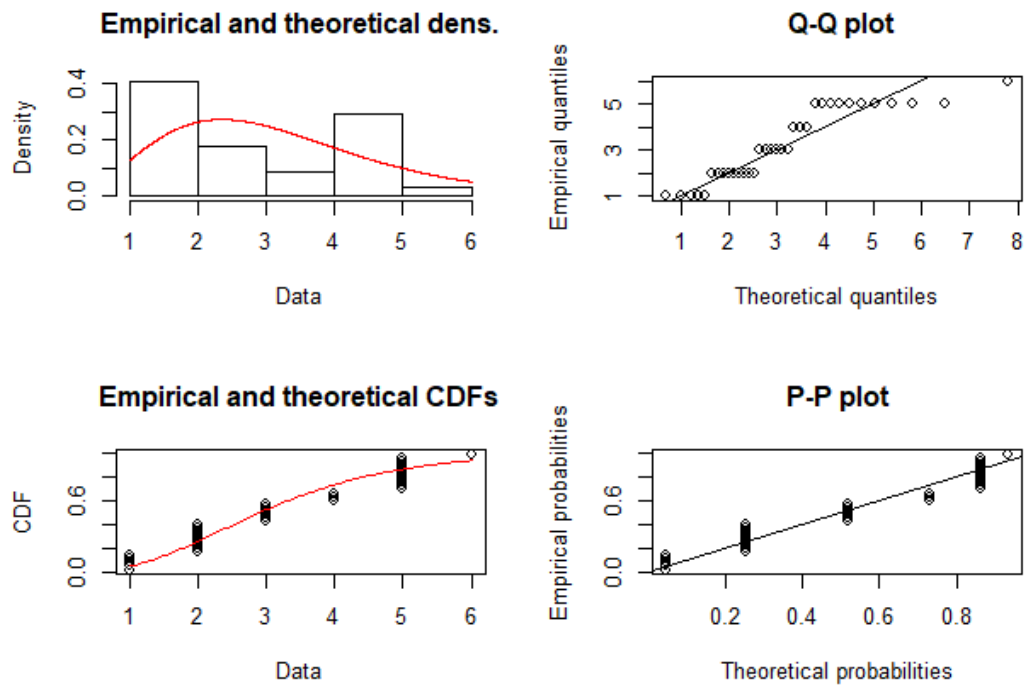 Empirical and theoretical dens.
Density
0.0 0.2 0.4
1 2 3 4 5 6
Data
Q-Q plot
Empirical quantiles
1 3 5
1 2 3 4 5 6 7 8
Theoretical quantiles
Empirical and theoretical CDFs
CDF
0.0 0.6
1 2 3 4 5 6
Data
P-P plot
Empirical probabilities
0.0 0.6
0.2 0.4 0.6 0.8
Theoretical probabilities